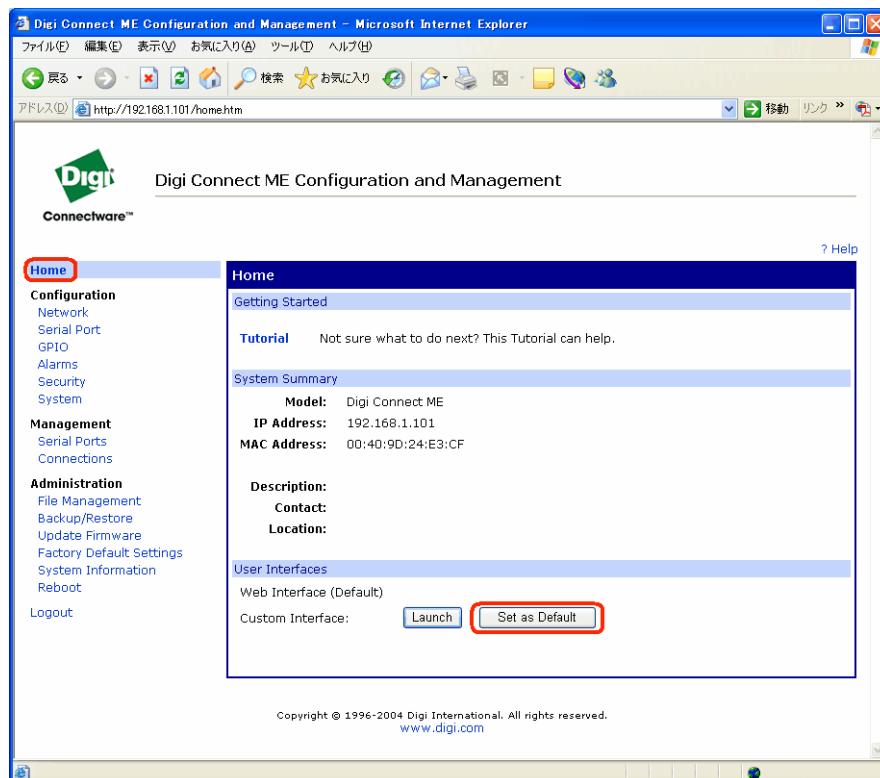 Digi Connect ME Configuration and Management - Microsoft Internet Explorer
ファイル(F) 編集(E) 表示(V) お気に入り(A) ツール(T) ヘルプ(H)
戻る 検索 お気に入り
アドレス(D) http://192.168.1.101/home.htm 移動 リンク »
Digi
Connectware™
Digi Connect ME Configuration and Management
? Help
Home
Configuration
Network
Serial Port
GPIO
Alarms
Security
System
Management
Serial Ports
Connections
Administration
File Management
Backup/Restore
Update Firmware
Factory Default Settings
System Information
Reboot
Logout
Home
Getting Started
Tutorial Not sure what to do next? This Tutorial can help.
System Summary
Model: Digi Connect ME
IP Address: 192.168.1.101
MAC Address: 00:40:9D:24:E3:CF
Description:
Contact:
Location:
User Interfaces
Web Interface (Default)
Custom Interface: Launch Set as Default
Copyright © 1996-2004 Digi International. All rights reserved.
www.digi.com